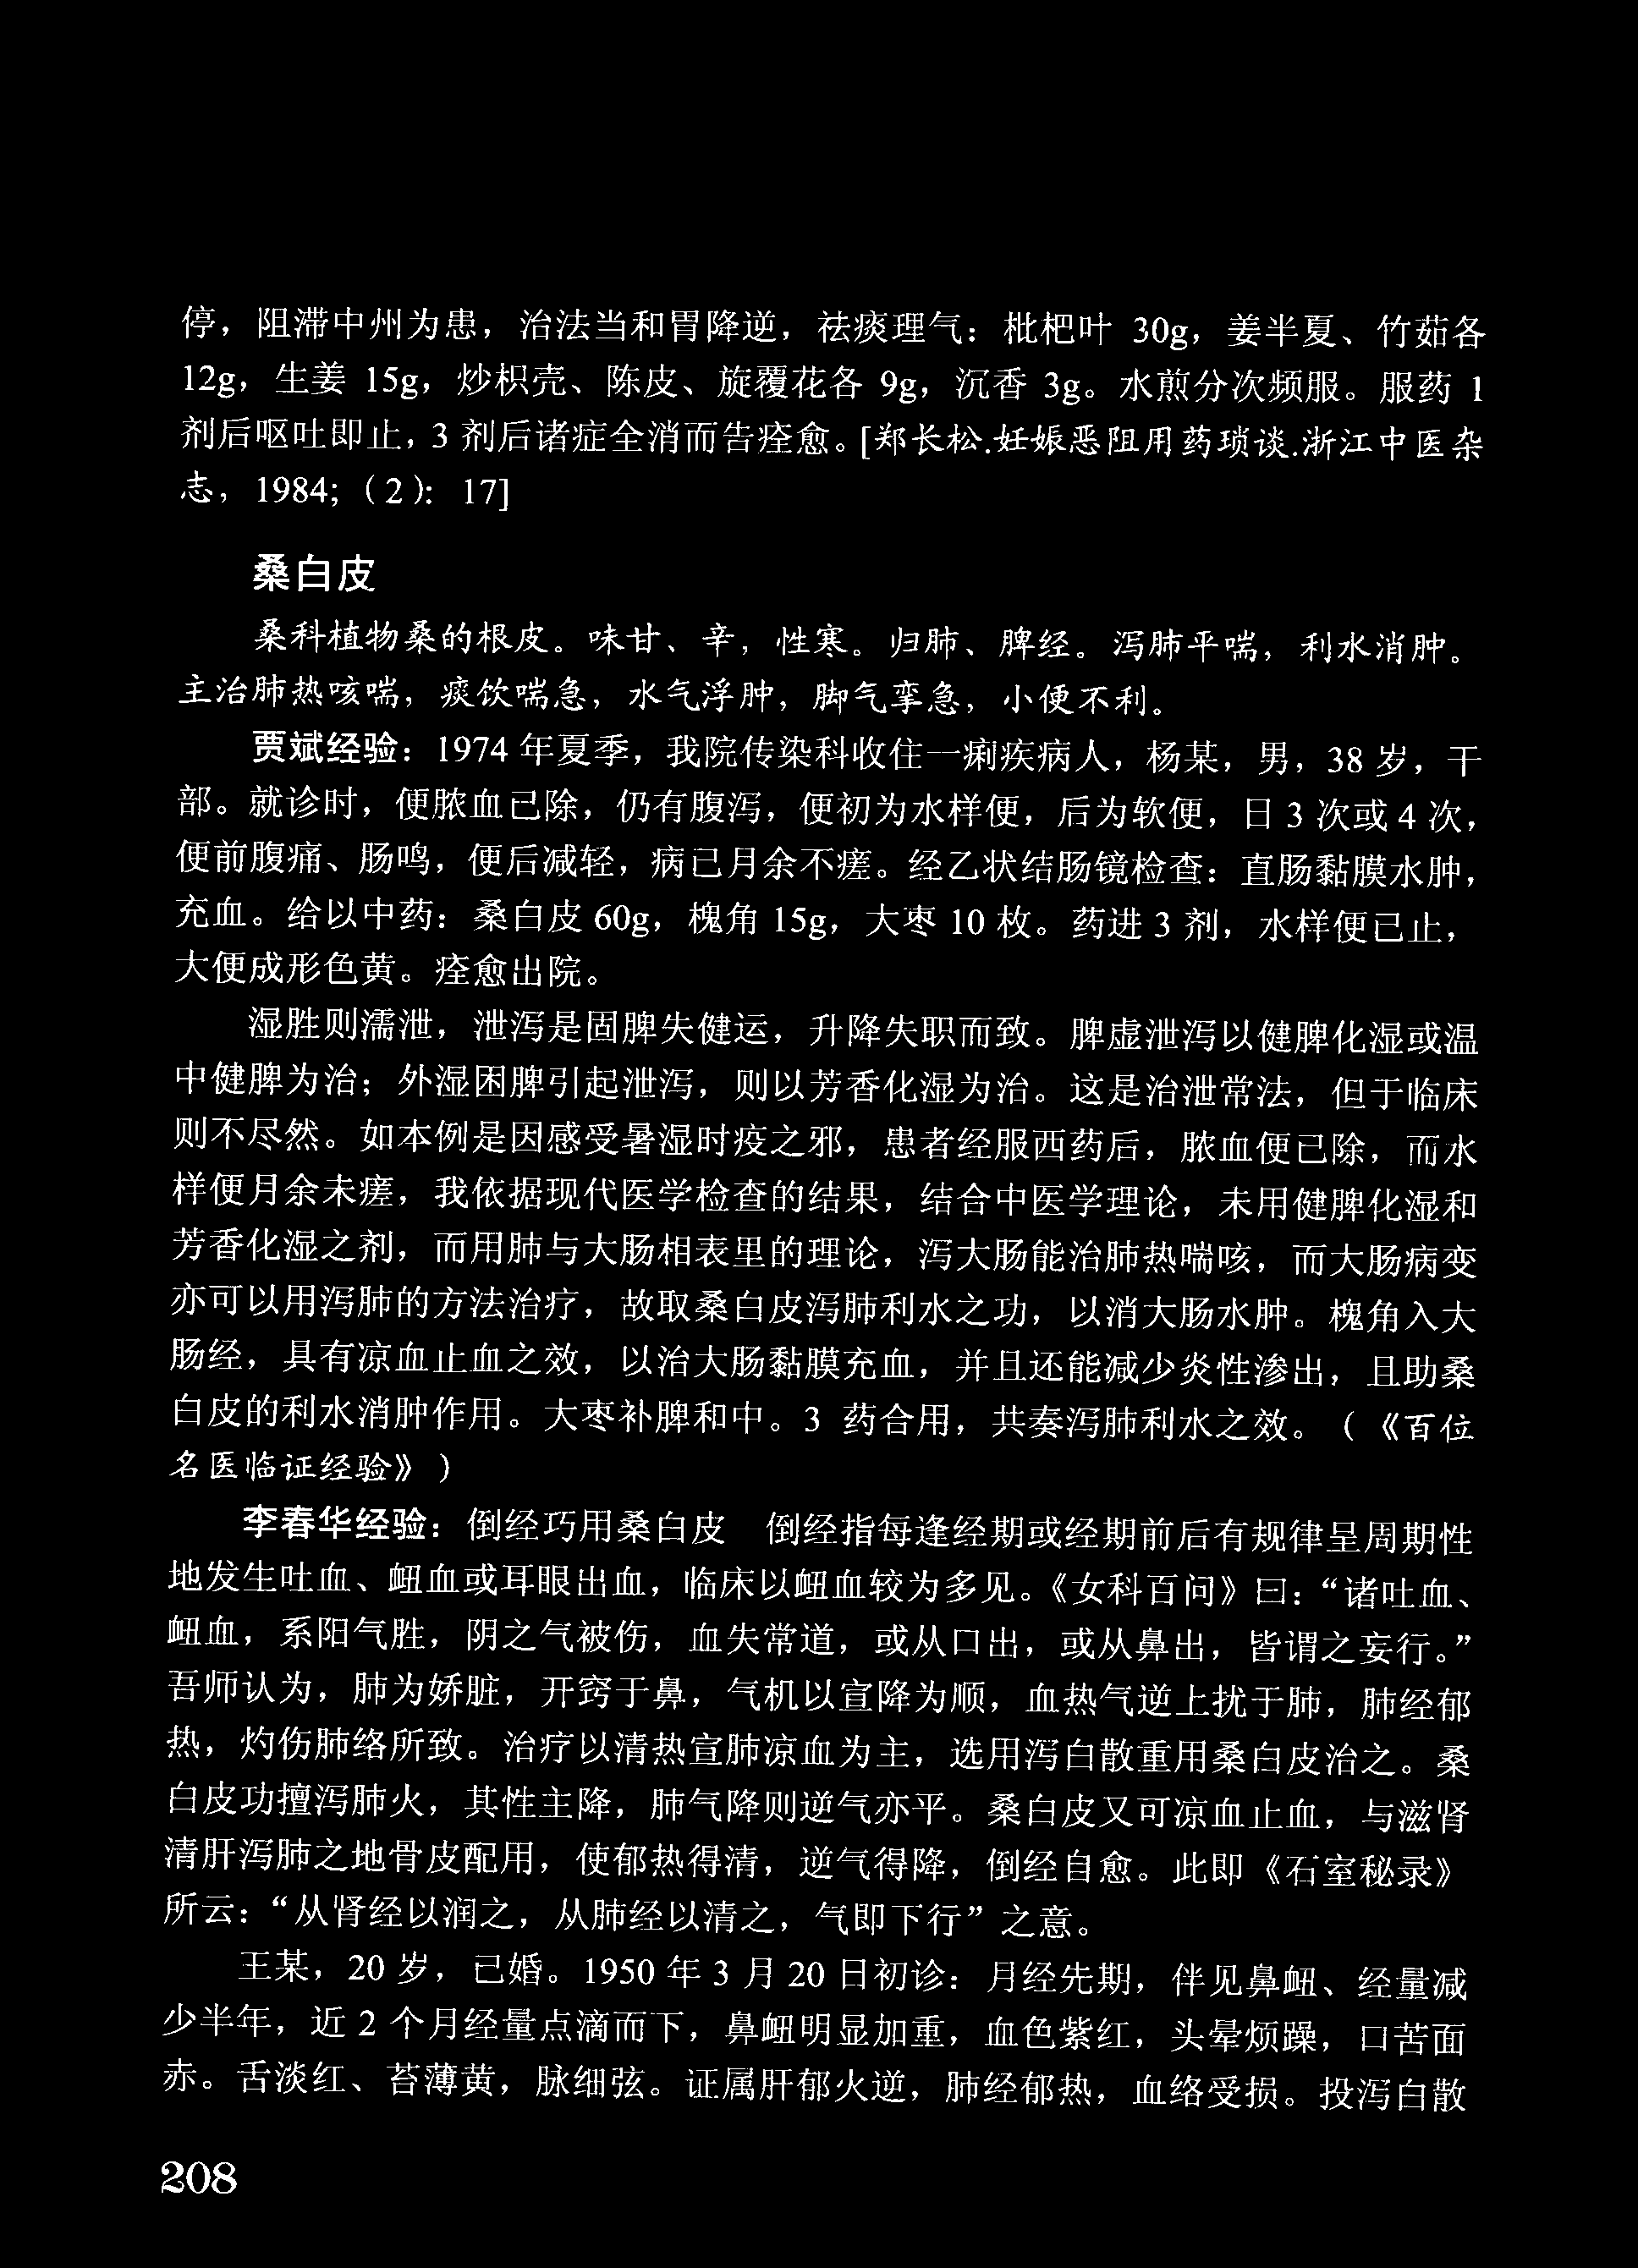 停，阻滞中州为患，治法当和胃降逆，祛痰理气：枇杷叶 30g，姜半夏、竹茹各
12g，生姜 15g，炒枳壳、陈皮、旋覆花各 9g，沉香 3g。水煎分次频服。服药 1
剂后呕吐即止，3 剂后诸症全消而告痊愈。[郑长松.妊娠恶阻用药琐谈.浙江中医杂
志，1984;（2）：17]
桑白皮
桑科植物桑的根皮。味甘、辛，性寒。归肺、脾经。泻肺平喘，利水消肿。
主治肺热咳喘，痰饮喘急，水气浮肿，脚气挛急，小便不利。
贾斌经验：1974 年夏季，我院传染科收住一痢疾病人，杨某，男，38 岁，干
部。就诊时，便脓血已除，仍有腹泻，便初为水样便，后为软便，日 3 次或 4 次，
便前腹痛、肠鸣，便后减轻，病已月余不瘥。经乙状结肠镜检查：直肠黏膜水肿，
充血。给以中药：桑白皮 60g，槐角 15g，大枣 10 枚。药进 3 剂，水样便已止，
大便成形色黄。痊愈出院。
湿胜则濡泄，泄泻是固脾失健运，升降失职而致。脾虚泄泻以健脾化湿或温
中健脾为治；外湿困脾引起泄泻，则以芳香化湿为治。这是治泄常法，但于临床
则不尽然。如本例是因感受暑湿时疫之邪，患者经服西药后，脓血便已除，而水
样便月余未瘥，我依据现代医学检查的结果，结合中医学理论，未用健脾化湿和
芳香化湿之剂，而用肺与大肠相表里的理论，泻大肠能治肺热喘咳，而大肠病变
亦可以用泻肺的方法治疗，故取桑白皮泻肺利水之功，以消大肠水肿。槐角入大
肠经，具有凉血止血之效，以治大肠黏膜充血，并且还能减少炎性渗出，且助桑
白皮的利水消肿作用。大枣补脾和中。3 药合用，共奏泻肺利水之效。（《百位
名医临证经验》）
李春华经验：倒经巧用桑白皮　倒经指每逢经期或经期前后有规律呈周期性
地发生吐血、衄血或耳眼出血，临床以衄血较为多见。《女科百问》曰：“诸吐血、
衄血，系阳气胜，阴之气被伤，血失常道，或从口出，或从鼻出，皆谓之妄行。”
吾师认为，肺为娇脏，开窍于鼻，气机以宣降为顺，血热气逆上扰于肺，肺经郁
热，灼伤肺络所致。治疗以清热宣肺凉血为主，选用泻白散重用桑白皮治之。桑
白皮功擅泻肺火，其性主降，肺气降则逆气亦平。桑白皮又可凉血止血，与滋肾
清肝泻肺之地骨皮配用，使郁热得清，逆气得降，倒经自愈。此即《石室秘录》
所云：“从肾经以润之，从肺经以清之，气即下行”之意。
王某，20 岁，已婚。1950 年 3 月 20 日初诊：月经先期，伴见鼻衄、经量减
少半年，近 2 个月经量点滴而下，鼻衄明显加重，血色紫红，头晕烦躁，口苦面
赤。舌淡红、苔薄黄，脉细弦。证属肝郁火逆，肺经郁热，血络受损。投泻白散
208